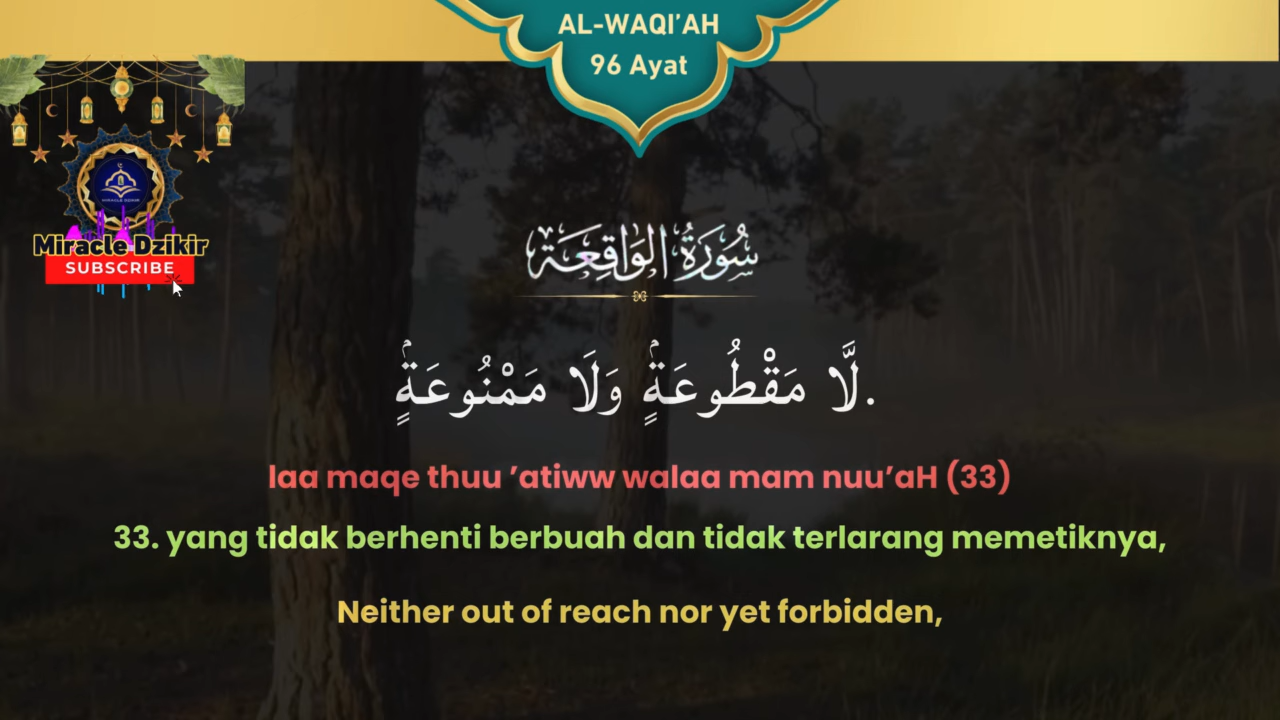 AL-WAQI’AH
96 Ayat
MIRACLE DZIKIR
Miracle Dzikir
SUBSCRIBE
سُورَةُ الوَاقِعَة
لَّا مَقْطُوعَةٍۢ وَلَا مَمْنُوعَةٍۢ.
laa maqe thuu ’atiww walaa mam nuu’aH (33)
33. yang tidak berhenti berbuah dan tidak terlarang memetiknya,
Neither out of reach nor yet forbidden,